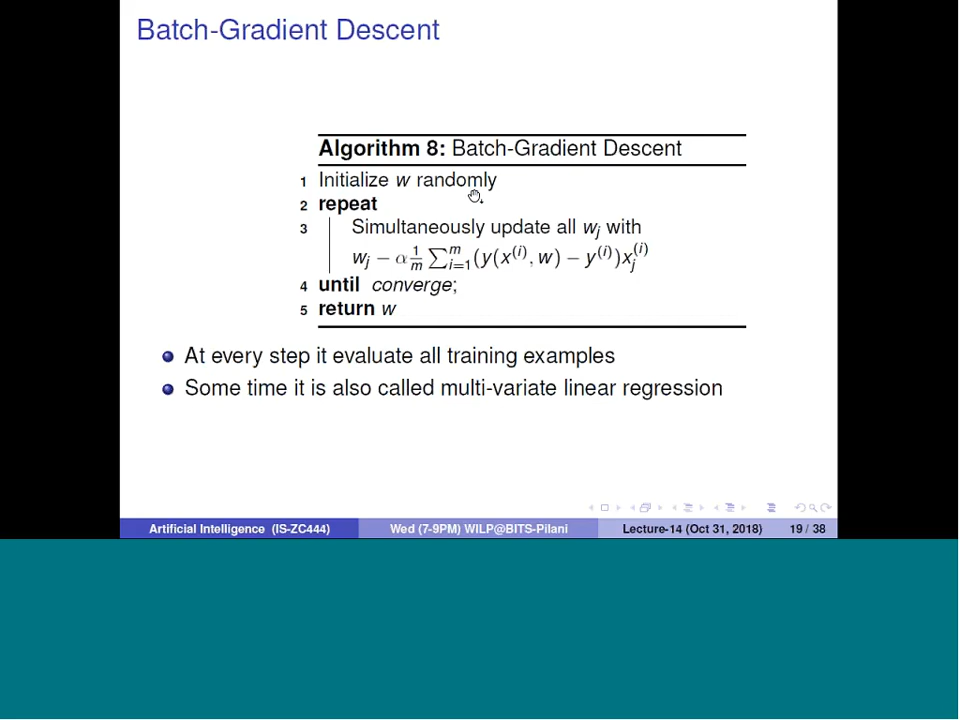 Batch-Gradient Descent
Algorithm 8: Batch-Gradient Descent
1 Initialize w randomly
2 repeat
3 Simultaneously update all w_j with
w_j − α 1/m ∑_{i=1}^{m} (y(x^{(i)}, w) − y^{(i)})x_j^{(i)}
4 until converge;
5 return w
At every step it evaluate all training examples
Some time it is also called multi-variate linear regression
Artificial Intelligence (IS-ZC444) Wed (7-9PM) WILP@BITS-Pilani Lecture-14 (Oct 31, 2018) 19 / 38